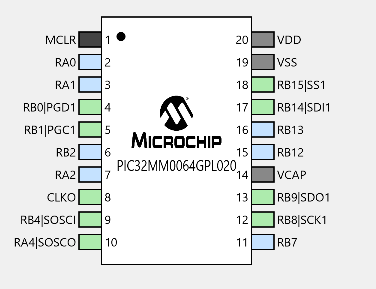 MCLR 1 20 VDD
RA0 2 19 VSS
RA1 3 18 RB15|SS1
RB0|PGD1 4 17 RB14|SDI1
RB1|PGC1 5 16 RB13
RB2 6 15 RB12
RA2 7 14 VCAP
CLKO 8 13 RB9|SDO1
RB4|SOSCI 9 12 RB8|SCK1
RA4|SOSCO 10 11 RB7
MICROCHIP
PIC32MM0064GPL020